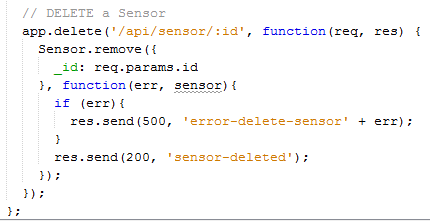 // DELETE a Sensor
app.delete('/api/sensor/:id', function(req, res) {
Sensor.remove({
_id: req.params.id
}, function(err, sensor){
if (err){
res.send(500, 'error-delete-sensor' + err);
}
res.send(200, 'sensor-deleted');
});
});
};